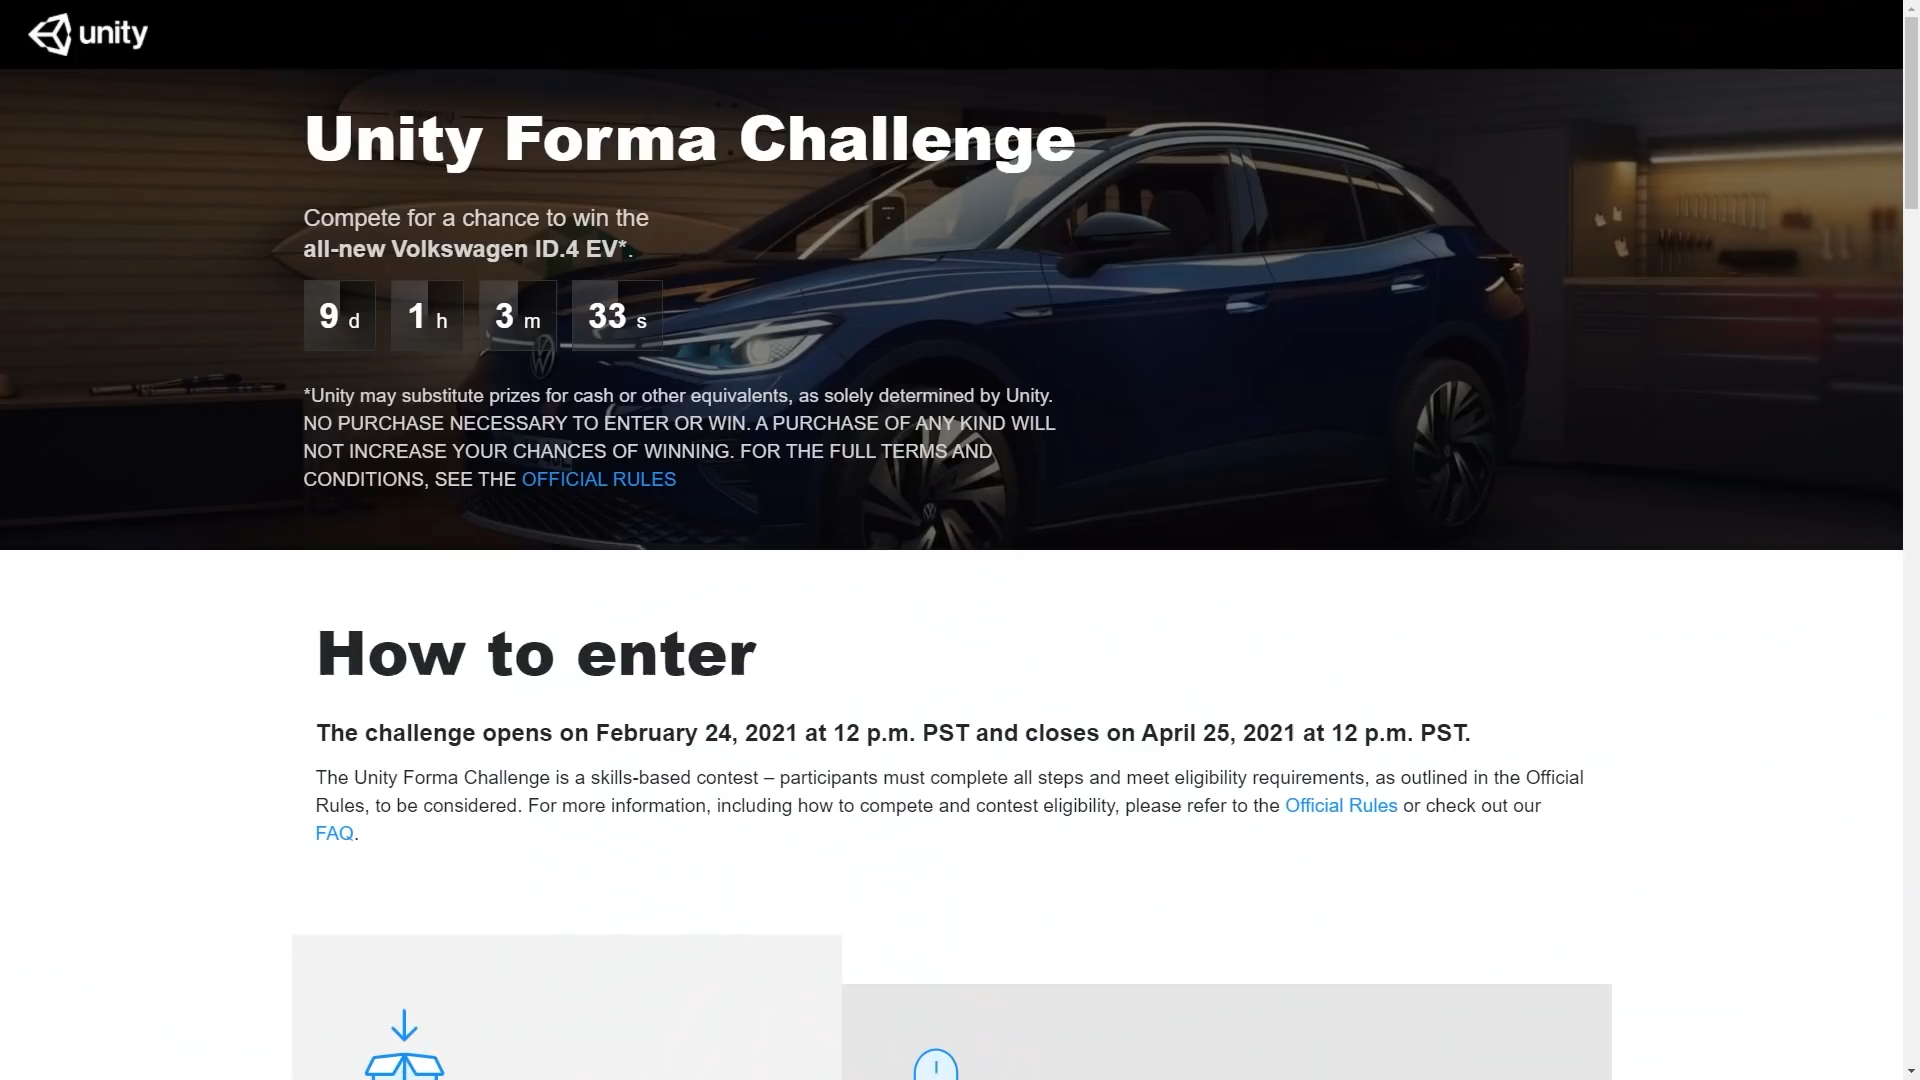 unity
Unity Forma Challenge
Compete for a chance to win the
all-new Volkswagen ID.4 EV*.
9 d 1 h 3 m 33 s
*Unity may substitute prizes for cash or other equivalents, as solely determined by Unity.
NO PURCHASE NECESSARY TO ENTER OR WIN. A PURCHASE OF ANY KIND WILL
NOT INCREASE YOUR CHANCES OF WINNING. FOR THE FULL TERMS AND
CONDITIONS, SEE THE OFFICIAL RULES
How to enter
The challenge opens on February 24, 2021 at 12 p.m. PST and closes on April 25, 2021 at 12 p.m. PST.
The Unity Forma Challenge is a skills-based contest – participants must complete all steps and meet eligibility requirements, as outlined in the Official
Rules, to be considered. For more information, including how to compete and contest eligibility, please refer to the Official Rules or check out our
FAQ.